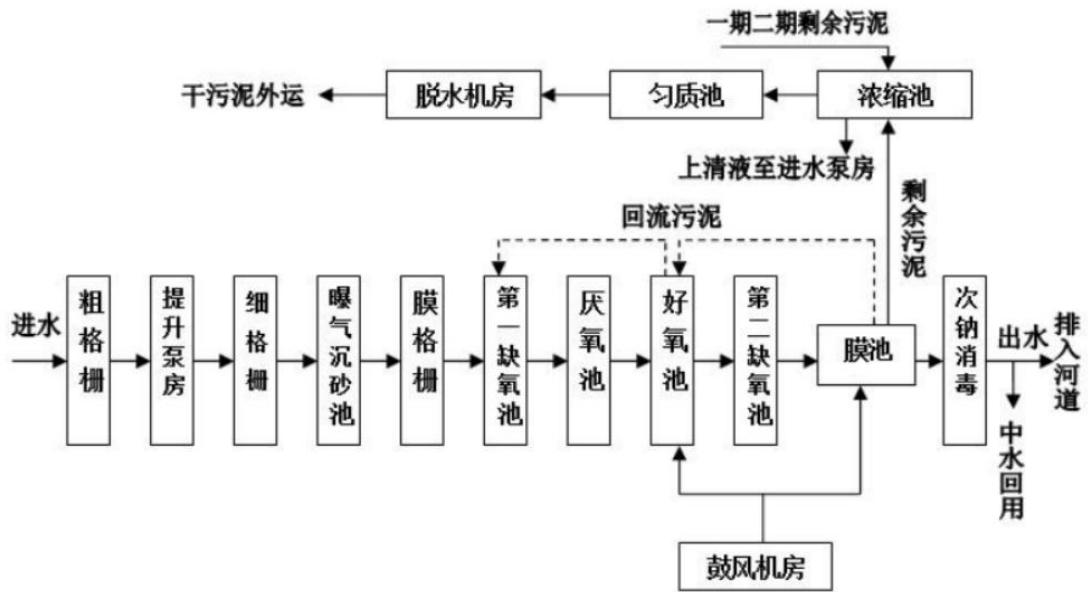 一期二期剩余污泥
干污泥外运
脱水机房
匀质池
浓缩池
上清液至进水泵房
剩余污泥
回流污泥
进水
粗格栅
提升泵房
细格栅
曝气沉砂池
膜格栅
第一缺氧池
厌氧池
好氧池
第二缺氧池
膜池
次钠消毒
出水
排入河道
中水回用
鼓风机房